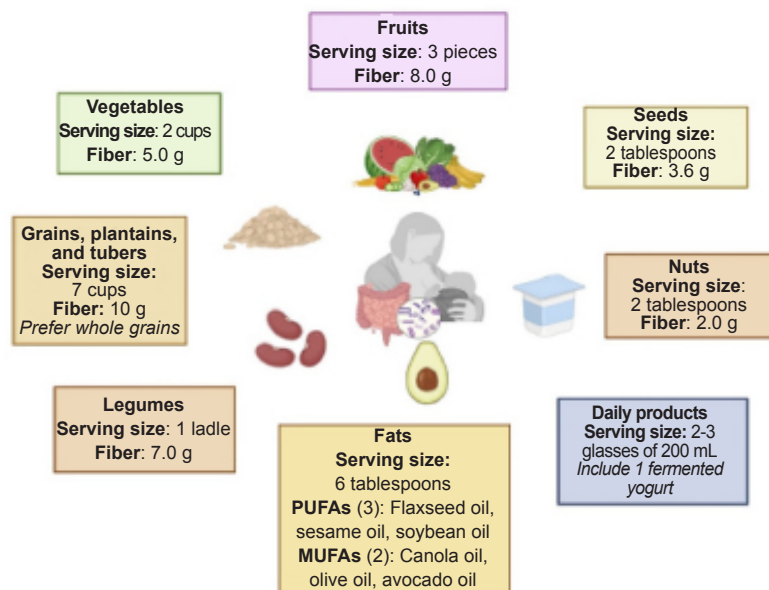 Fruits
Serving size: 3 pieces
Fiber: 8.0 g
Vegetables
Serving size: 2 cups
Fiber: 5.0 g
Seeds
Serving size:
2 tablespoons
Fiber: 3.6 g
Grains, plantains,
and tubers
Serving size:
7 cups
Fiber: 10 g
Prefer whole grains
Nuts
Serving size:
2 tablespoons
Fiber: 2.0 g
Legumes
Serving size: 1 ladle
Fiber: 7.0 g
Fats
Serving size:
6 tablespoons
PUFAs (3): Flaxseed oil,
sesame oil, soybean oil
MUFAs (2): Canola oil,
olive oil, avocado oil
Daily products
Serving size: 2-3
glasses of 200 mL
Include 1 fermented
yogurt